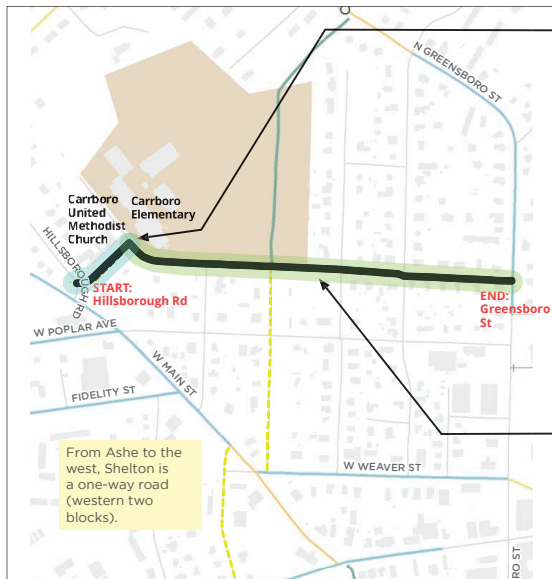 N GREENSBORO ST
Carrboro
United
Methodist
Church
Carrboro
Elementary
HILLSBOROUGH RD
START:
Hillsborough Rd
END:
Greensboro
St
W POPLAR AVE
W MAIN ST
FIDELITY ST
From Ashe to the
west, Shelton is
a one-way road
(western two
blocks).
W WEAVER ST
RO ST